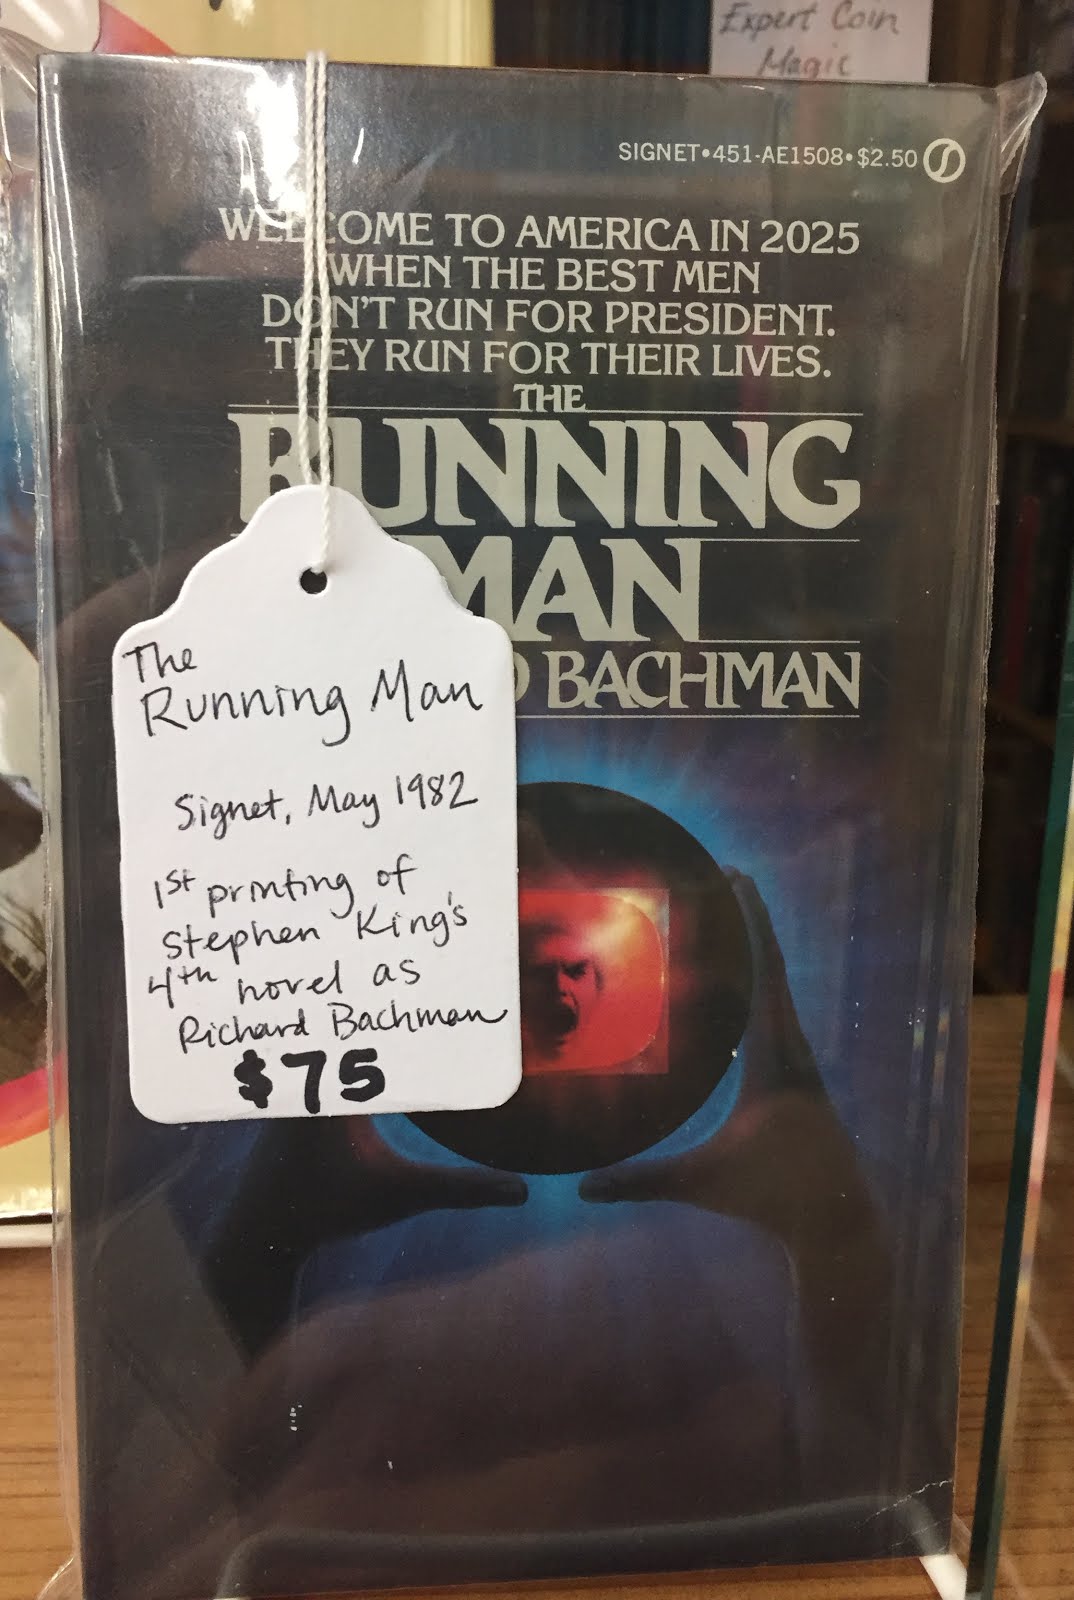 Expert Coin
Magic
SIGNET•451-AE1508•$2.50
WELCOME TO AMERICA IN 2025
WHEN THE BEST MEN
DON'T RUN FOR PRESIDENT.
THEY RUN FOR THEIR LIVES.
THE
RUNNING
MAN
BACHMAN
The
Running Man
Signet, May 1982
1st printing of
Stephen King's
4th novel as
Richard Bachman
$75